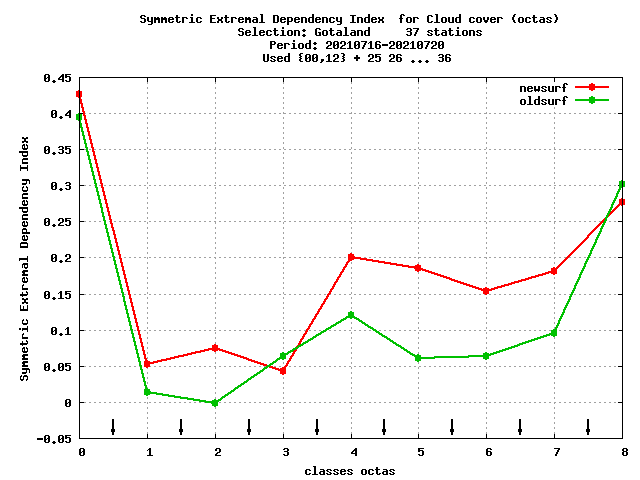 Symmetric Extremal Dependency Index  for Cloud cover (octas)
Selection: Gotaland     37 stations
Period: 20210716-20210720
Used {00,12} + 25 26 ... 36
newsurf
oldsurf
Symmetric Extremal Dependency Index
0.45
0.4
0.35
0.3
0.25
0.2
0.15
0.1
0.05
0
-0.05
0 1 2 3 4 5 6 7 8
classes octas